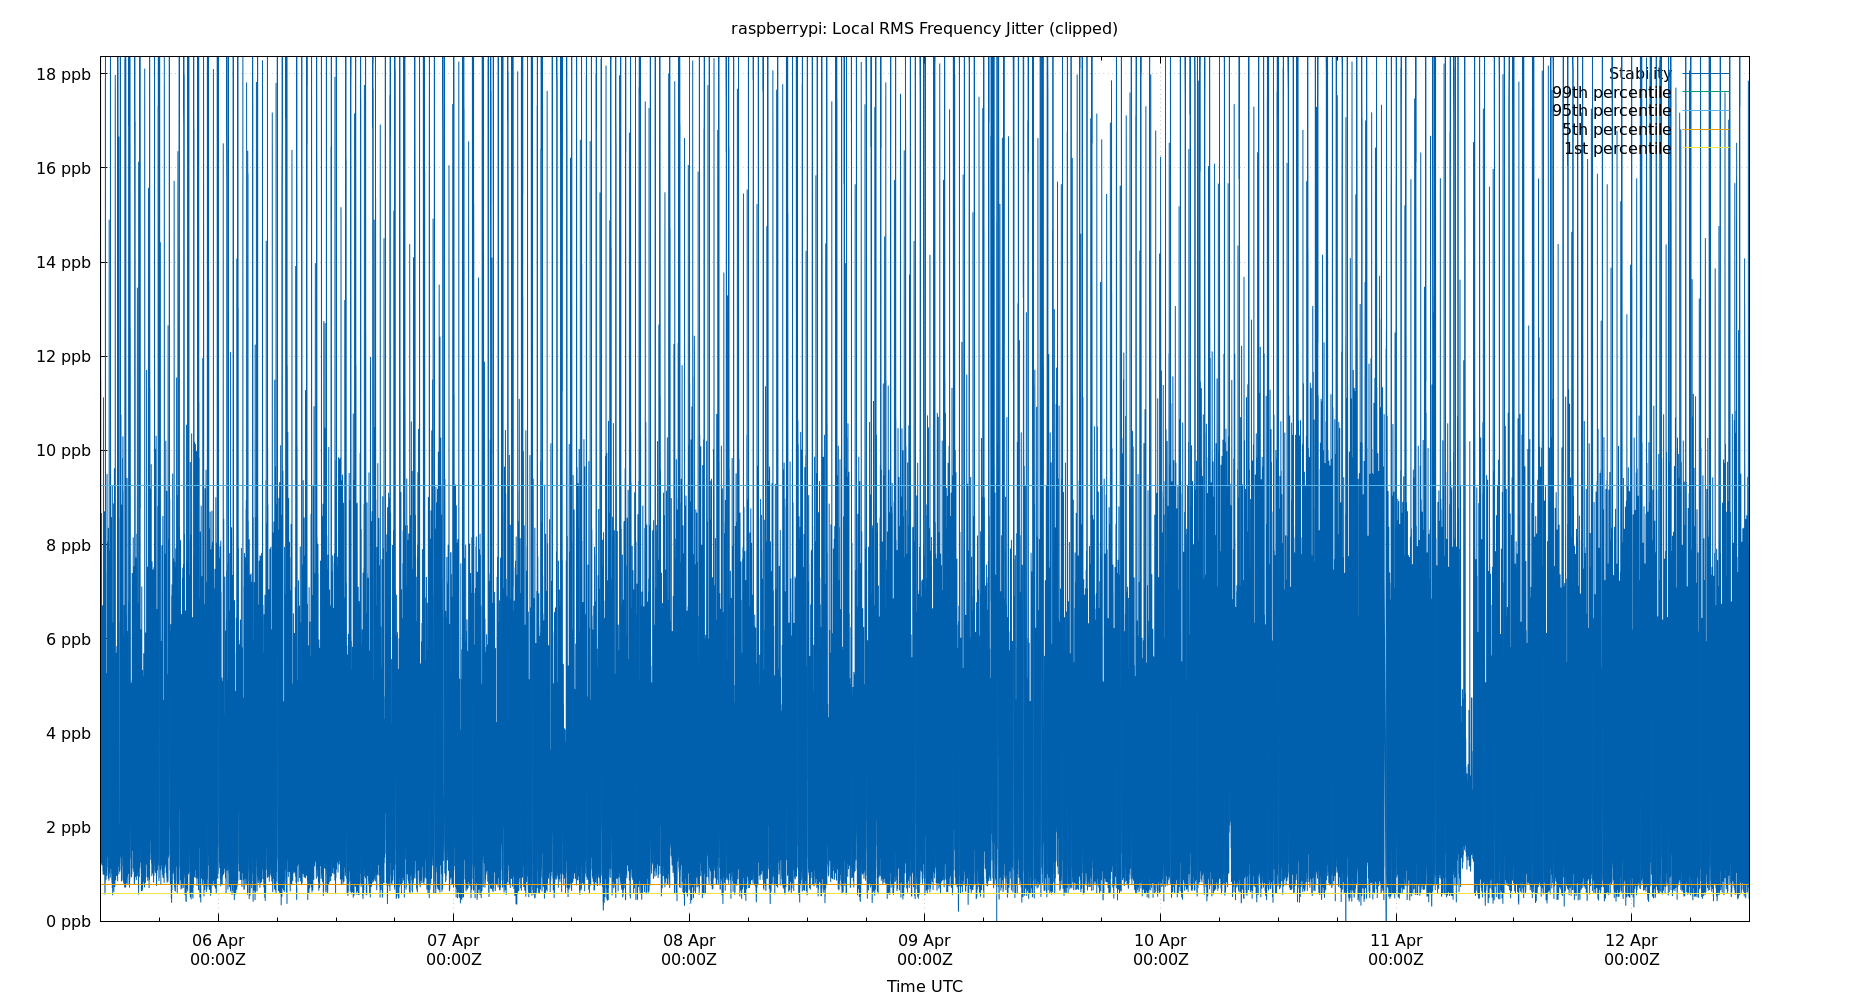 raspberrypi: Local RMS Frequency Jitter (clipped)
18 ppb
16 ppb
14 ppb
12 ppb
10 ppb
8 ppb
6 ppb
4 ppb
2 ppb
0 ppb
Stability
99th percentile
95th percentile
5th percentile
1st percentile
06 Apr 07 Apr 08 Apr 09 Apr 10 Apr 11 Apr 12 Apr
00:00Z 00:00Z 00:00Z 00:00Z 00:00Z 00:00Z 00:00Z
Time UTC